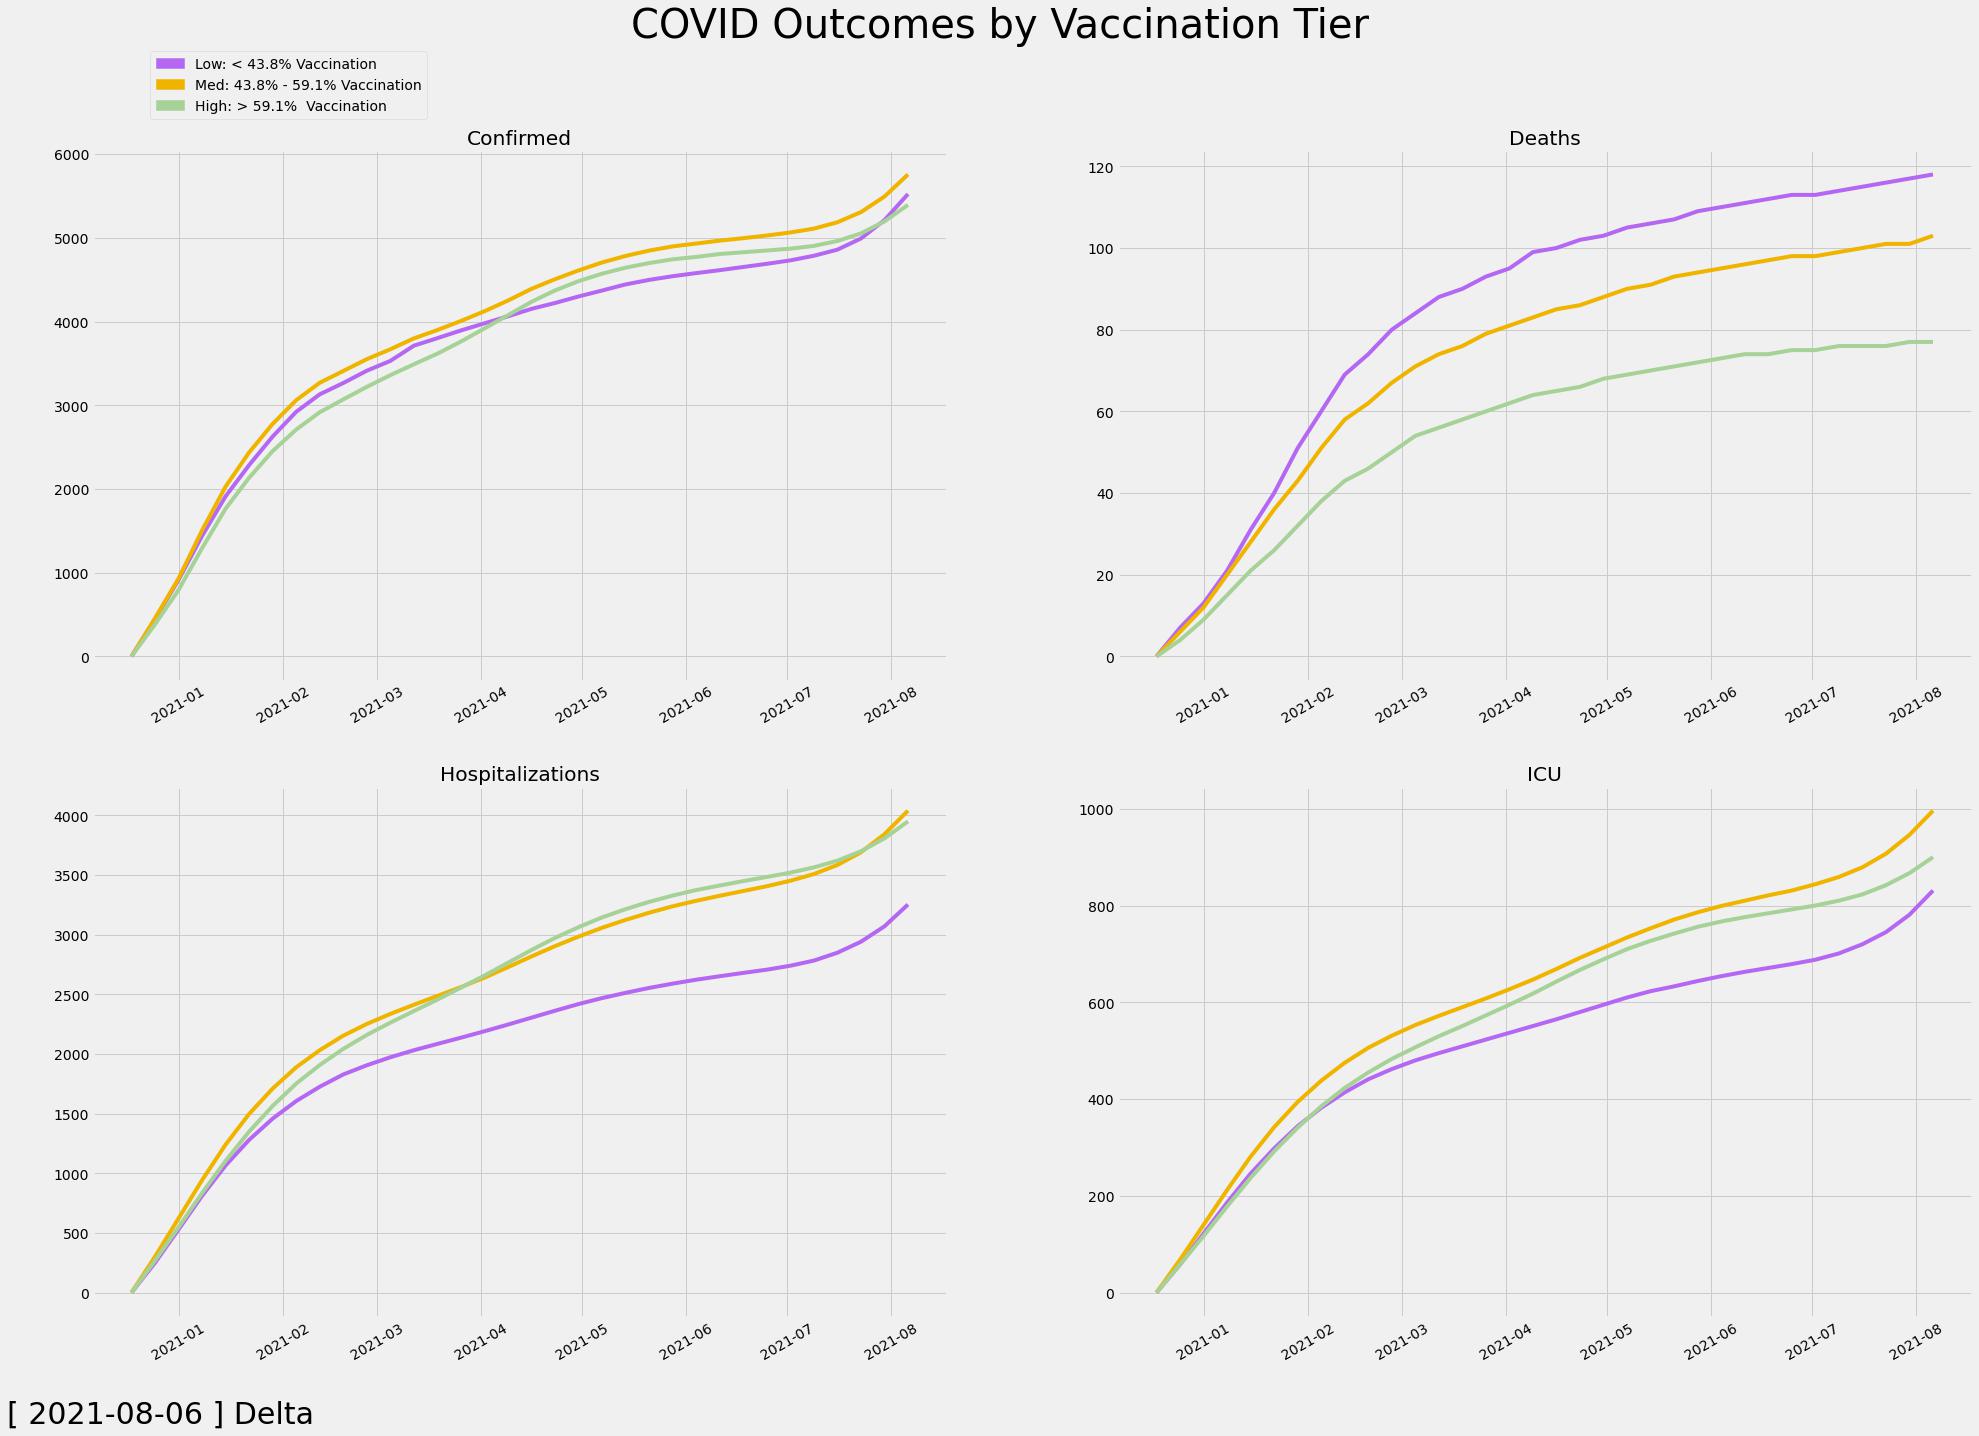 COVID Outcomes by Vaccination Tier
Low: < 43.8% Vaccination
Med: 43.8% - 59.1% Vaccination
High: > 59.1%  Vaccination
Confirmed
6000
5000
4000
3000
2000
1000
0
2021-01 2021-02 2021-03 2021-04 2021-05 2021-06 2021-07 2021-08
Deaths
120
100
80
60
40
20
0
2021-01 2021-02 2021-03 2021-04 2021-05 2021-06 2021-07 2021-08
Hospitalizations
4000
3500
3000
2500
2000
1500
1000
500
0
2021-01 2021-02 2021-03 2021-04 2021-05 2021-06 2021-07 2021-08
ICU
1000
800
600
400
200
0
2021-01 2021-02 2021-03 2021-04 2021-05 2021-06 2021-07 2021-08
[ 2021-08-06 ] Delta